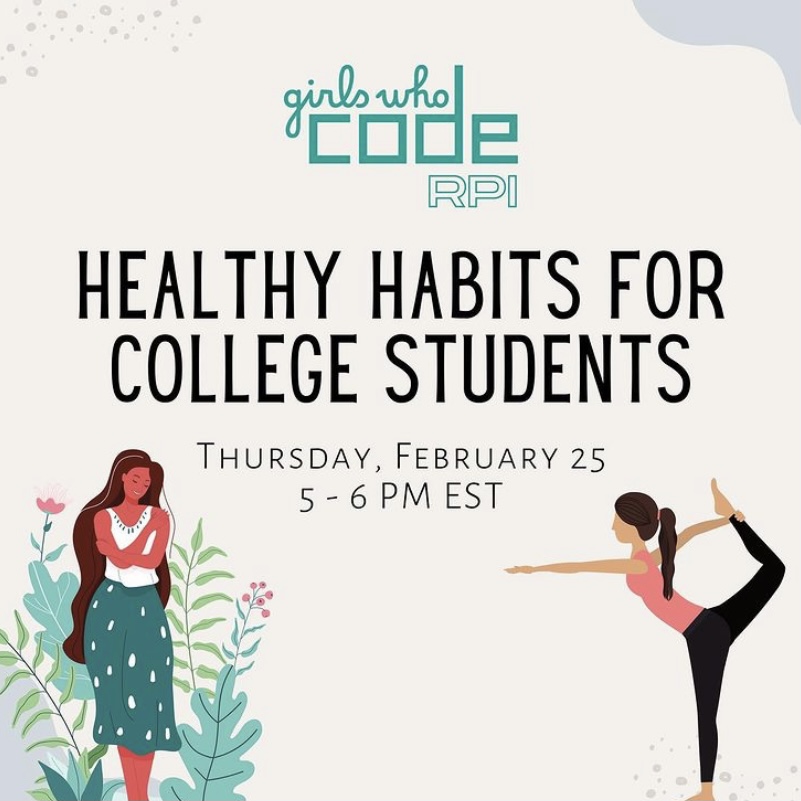 girls who
code
RPI
HEALTHY HABITS FOR
COLLEGE STUDENTS
Thursday, February 25
5 - 6 PM EST